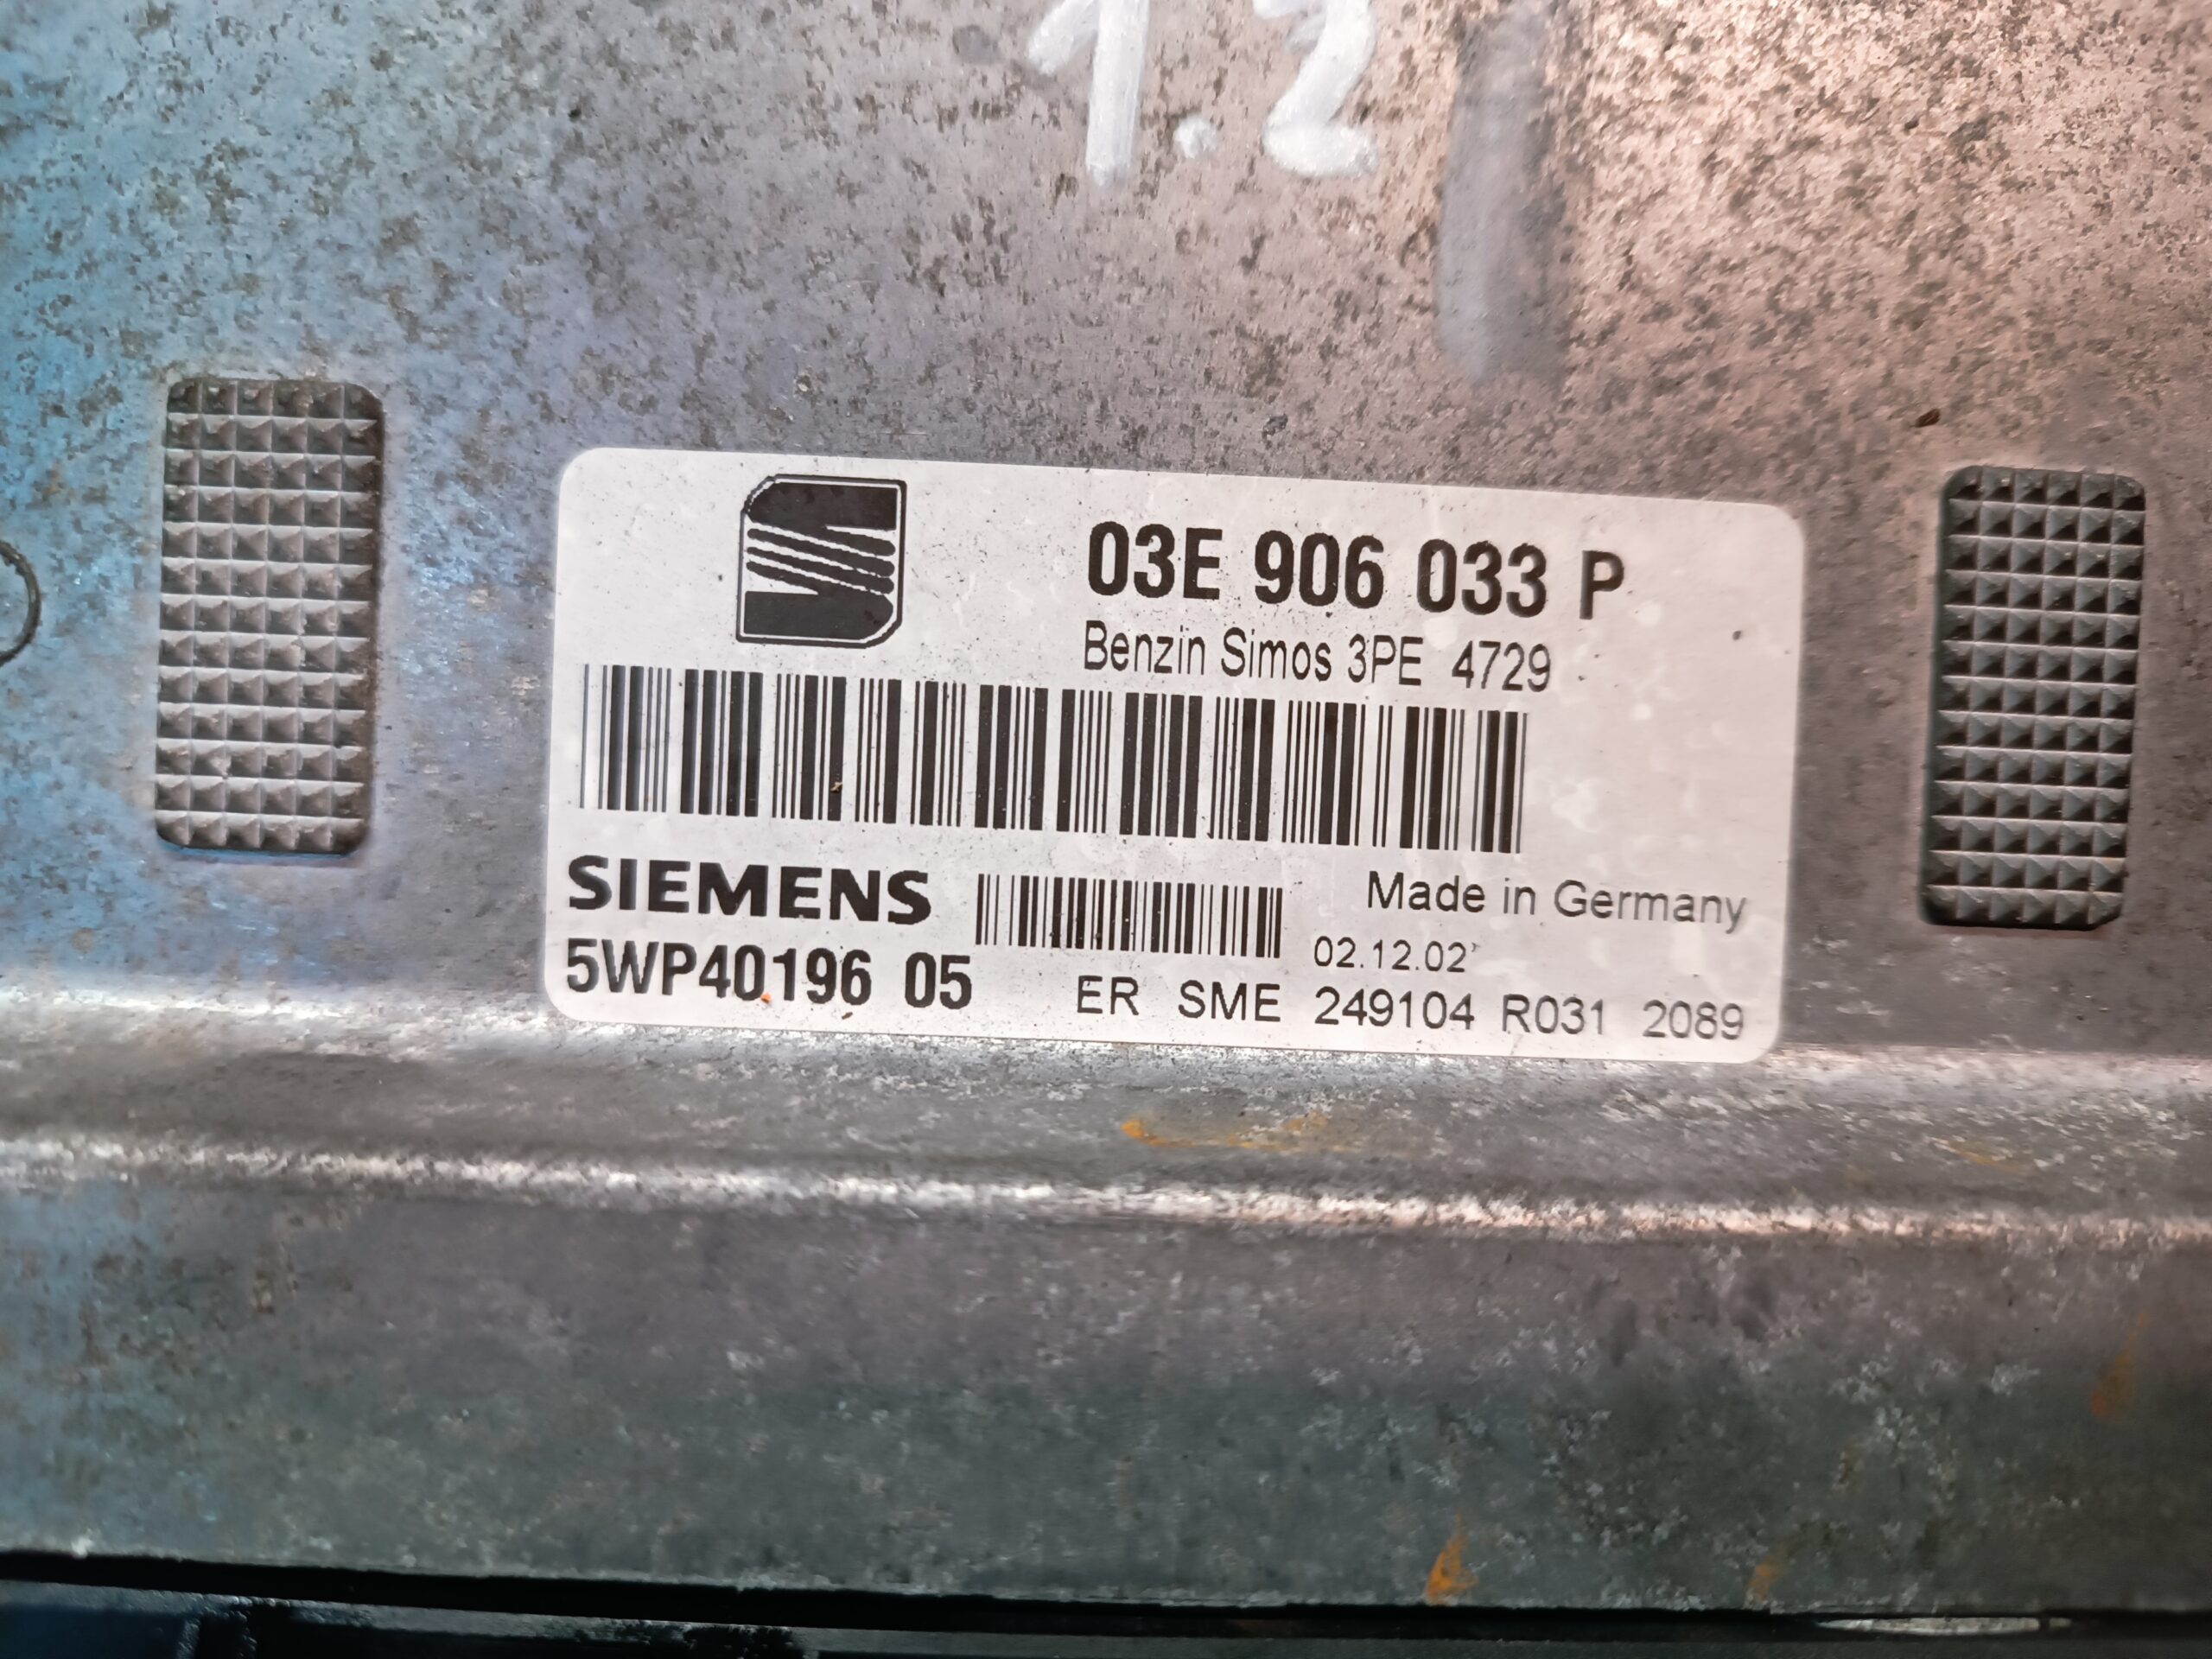 1.2
03E 906 033 P
Benzin Simos 3PE 4729
SIEMENS
Made in Germany
5WP40196 05
02.12.02
ER SME 249104 R031 2089